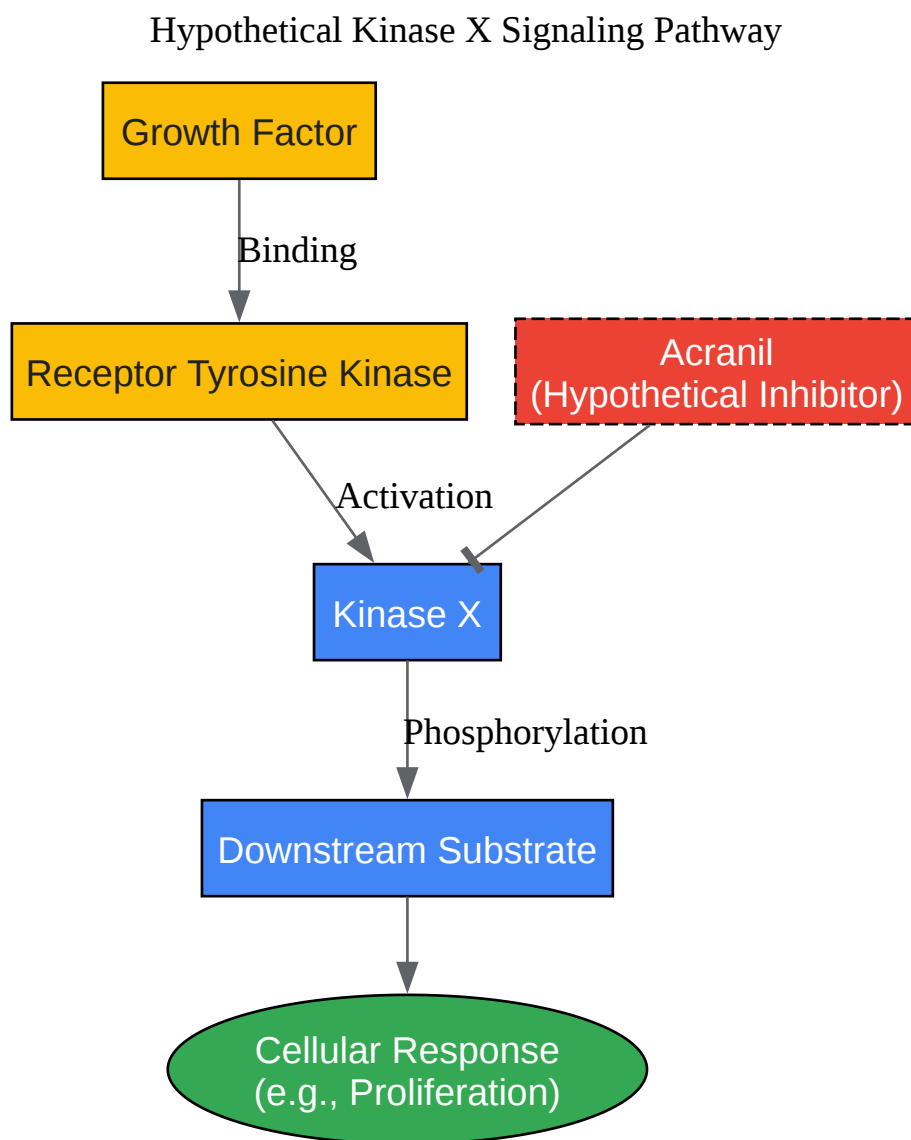 Hypothetical Kinase X Signaling Pathway
Growth Factor
Binding
Receptor Tyrosine Kinase
Acranil
(Hypothetical Inhibitor)
Activation
Kinase X
Phosphorylation
Downstream Substrate
Cellular Response
(e.g., Proliferation)